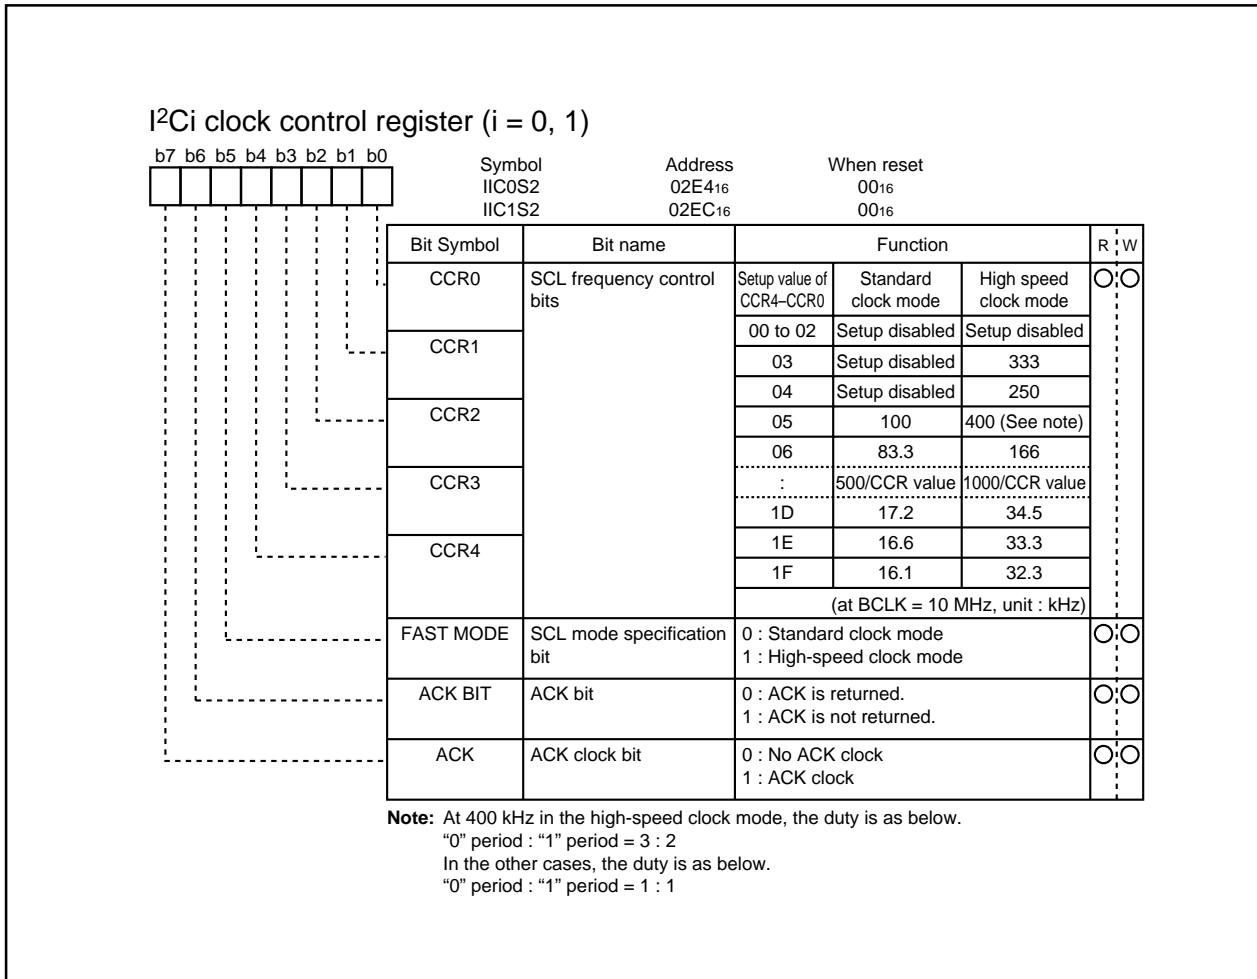 I²Ci clock control register (i = 0, 1)
b7 b6 b5 b4 b3 b2 b1 b0
Symbol Address When reset
IIC0S2 02E4₁₆ 00₁₆
IIC1S2 02EC₁₆ 00₁₆
Bit Symbol Bit name Function R W
CCR0 SCL frequency control bits
Setup value of CCR4–CCR0 Standard clock mode High speed clock mode
00 to 02 Setup disabled Setup disabled
CCR1
03 Setup disabled 333
04 Setup disabled 250
CCR2
05 100 400 (See note)
06 83.3 166
CCR3
: 500/CCR value 1000/CCR value
1D 17.2 34.5
CCR4
1E 16.6 33.3
1F 16.1 32.3
(at BCLK = 10 MHz, unit : kHz)
FAST MODE SCL mode specification bit
0 : Standard clock mode
1 : High-speed clock mode
ACK BIT ACK bit 0 : ACK is returned.
1 : ACK is not returned.
ACK ACK clock bit 0 : No ACK clock
1 : ACK clock
Note: At 400 kHz in the high-speed clock mode, the duty is as below.
“0” period : “1” period = 3 : 2
In the other cases, the duty is as below.
“0” period : “1” period = 1 : 1